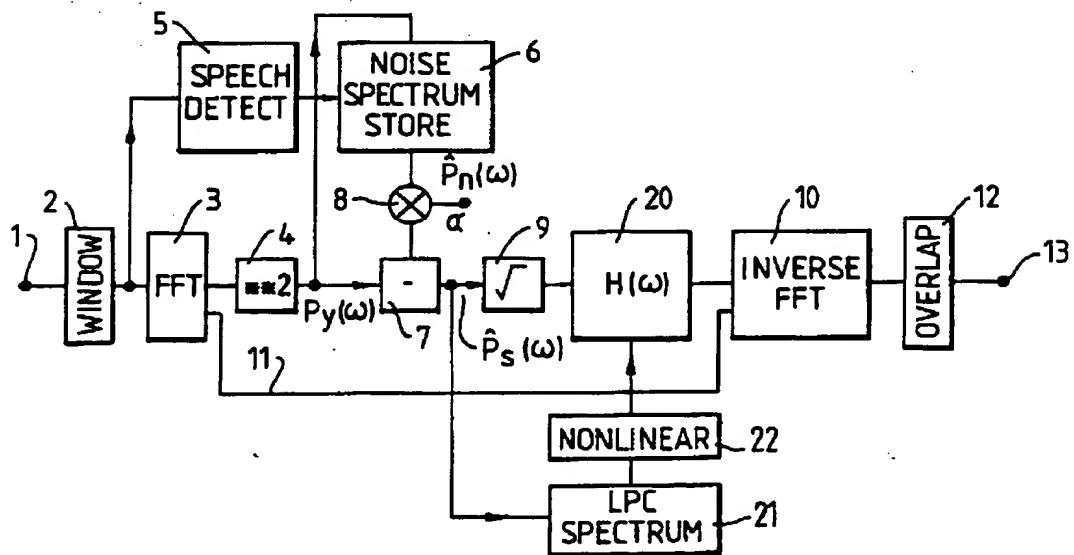 5
SPEECH
DETECT
NOISE
SPECTRUM
STORE
6
P̂n(ω)
8
α
1
2
WINDOW
3
FFT
4
**2
Py(ω)
-
7
9
√
P̂s(ω)
20
H(ω)
10
INVERSE
FFT
12
OVERLAP
13
11
NONLINEAR
22
LPC
SPECTRUM
21